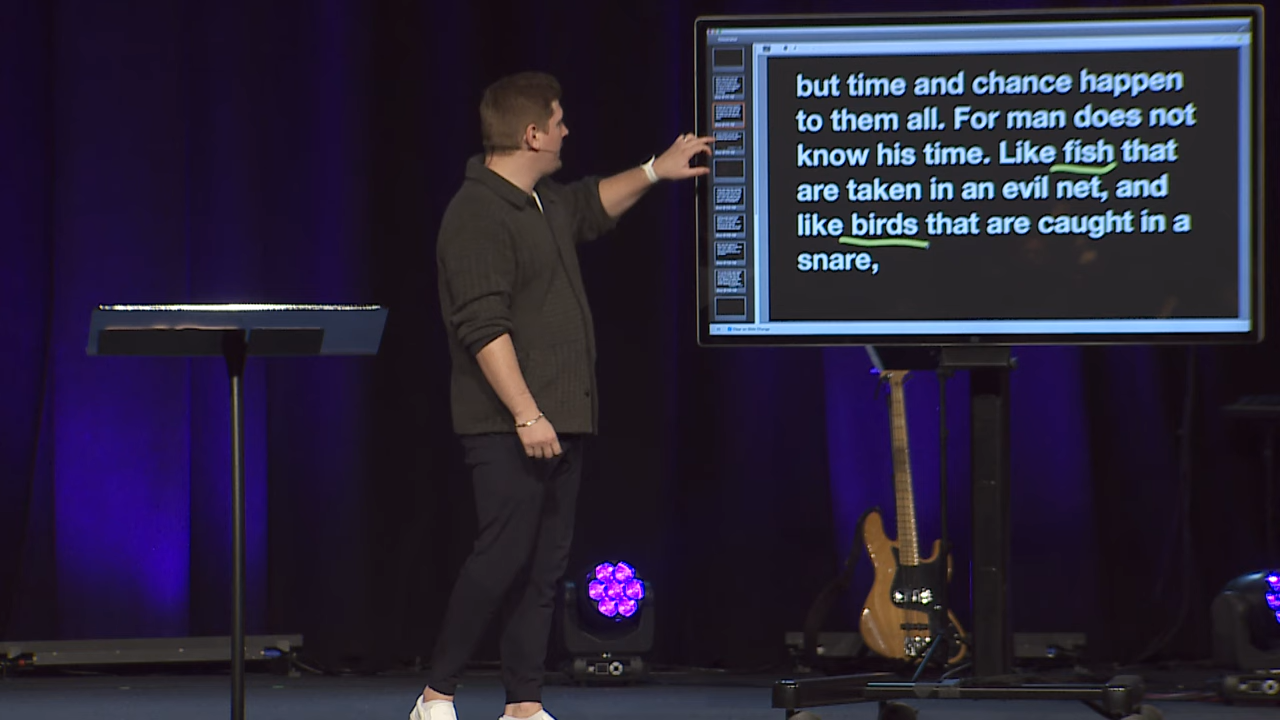 but time and chance happen
to them all. For man does not
know his time. Like fish that
are taken in an evil net, and
like birds that are caught in a
snare,